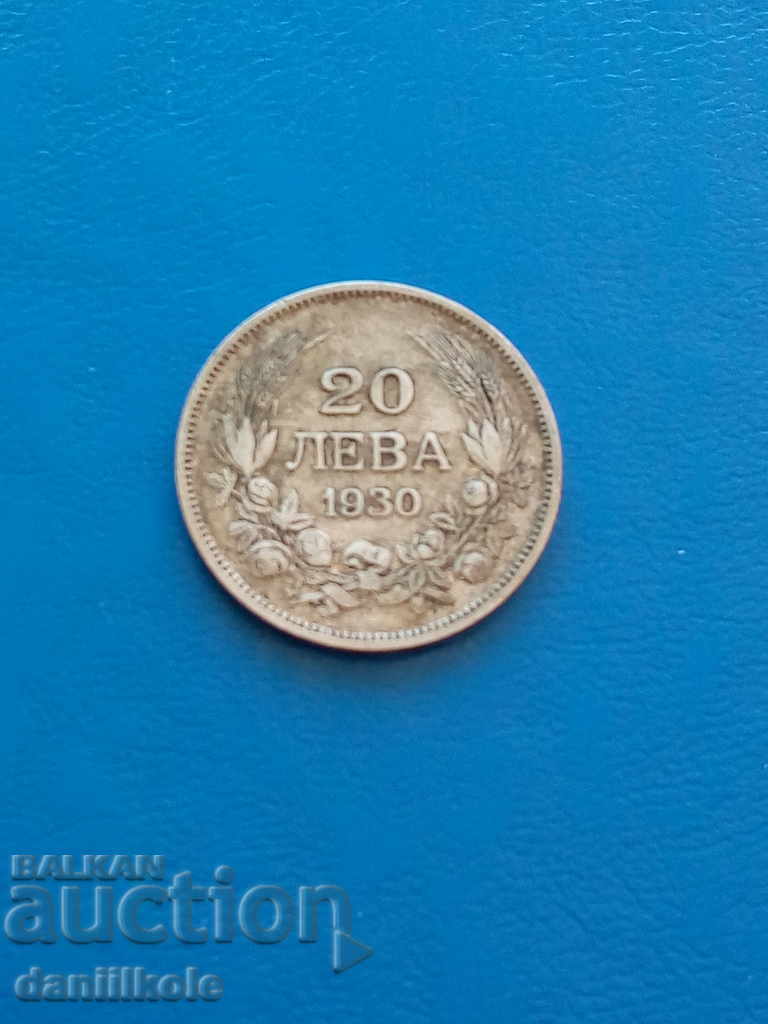 20
ЛЕВА
1930
BALKAN
auction
daniilkole